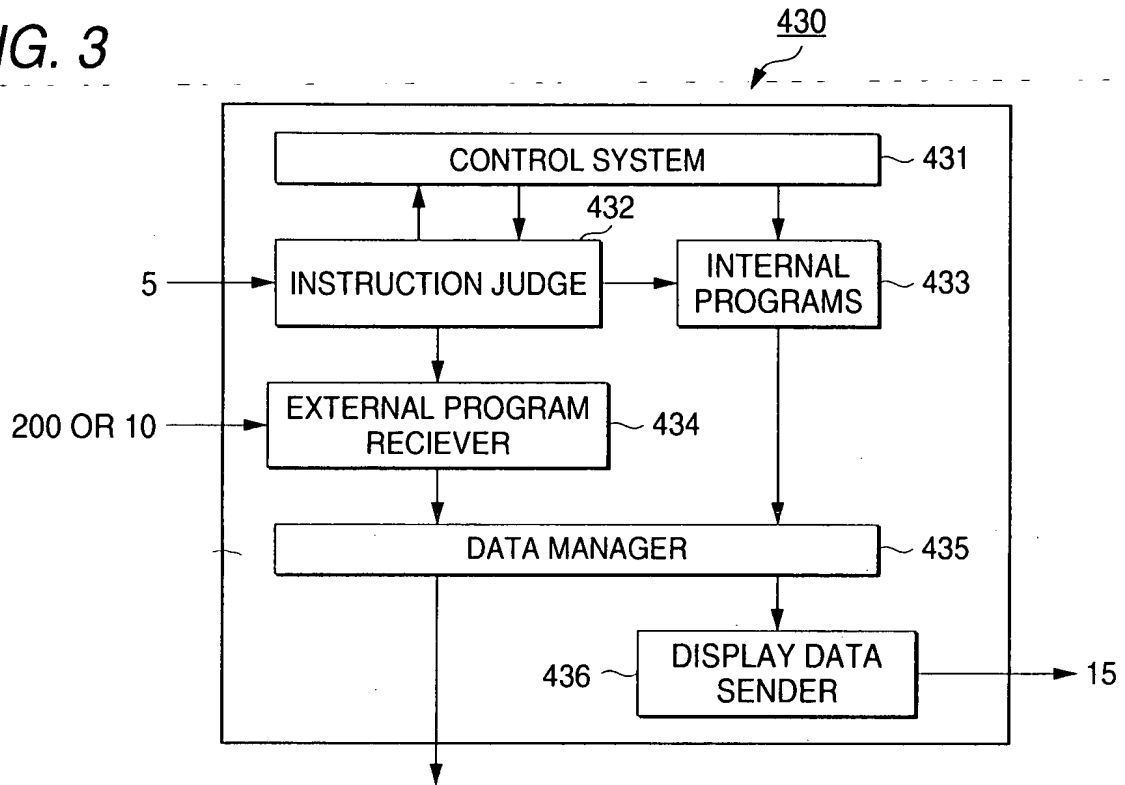 IG. 3
430
CONTROL SYSTEM
431
432
5
INSTRUCTION JUDGE
INTERNAL
PROGRAMS
433
200 OR 10
EXTERNAL PROGRAM
RECIEVER
434
DATA MANAGER
435
436
DISPLAY DATA
SENDER
15